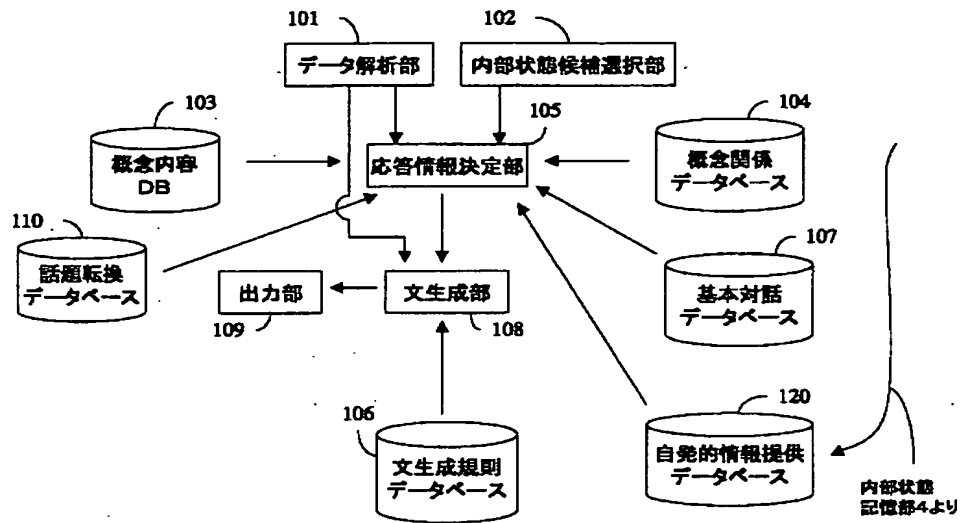 101
102
データ解析部
内部状態候補選択部
103
105
104
概念内容
DB
応答情報決定部
概念関係
データベース
110
話題転換
データベース
107
基本対話
データベース
出力部
109
文生成部
108
106
文生成規則
データベース
120
自発的情報提供
データベース
内部状態
記憶部4より